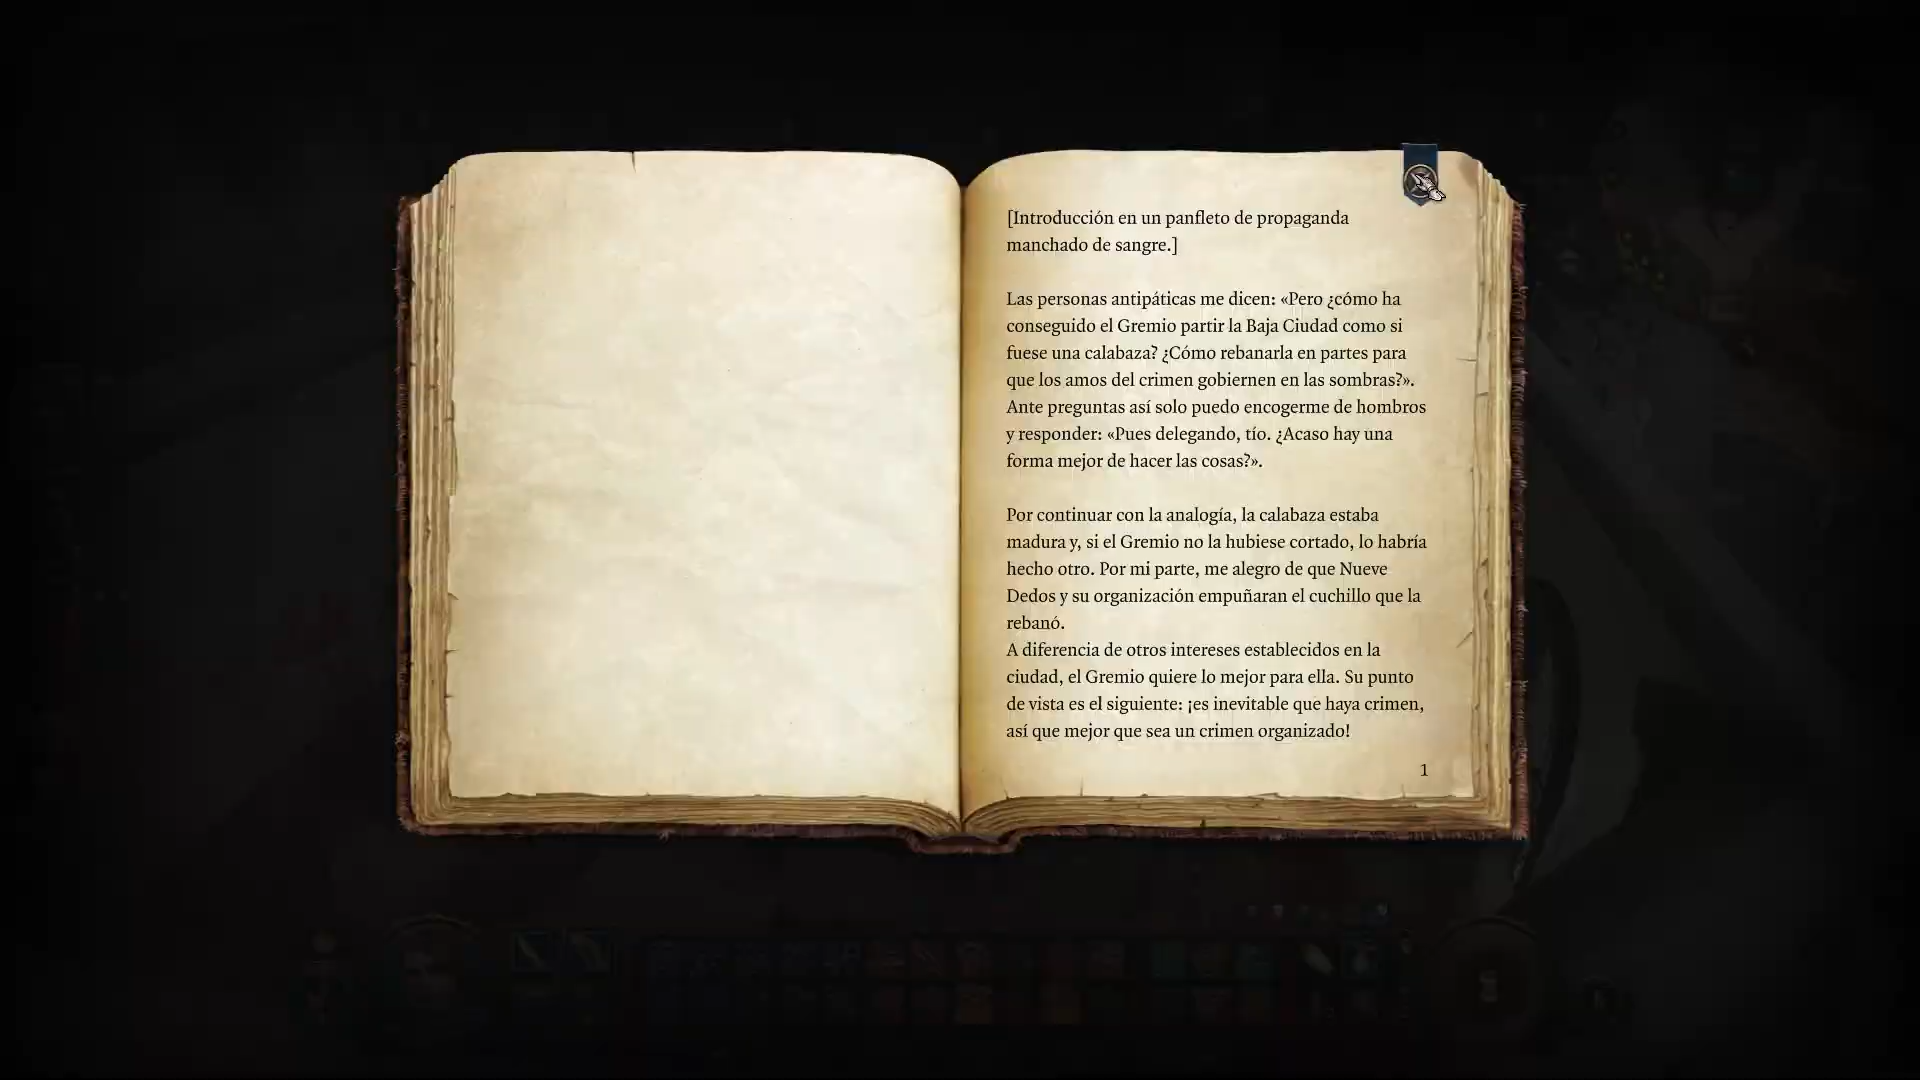 [Introducción en un panfleto de propaganda
manchado de sangre.]
Las personas antipáticas me dicen: «Pero ¿cómo ha
conseguido el Gremio partir la Baja Ciudad como si
fuese una calabaza? ¿Cómo rebanarla en partes para
que los amos del crimen gobiernen en las sombras?».
Ante preguntas así solo puedo encogerme de hombros
y responder: «Pues delegando, tío. ¿Acaso hay una
forma mejor de hacer las cosas?».
Por continuar con la analogía, la calabaza estaba
madura y, si el Gremio no la hubiese cortado, lo habría
hecho otro. Por mi parte, me alegro de que Nueve
Dedos y su organización empuñaran el cuchillo que la
rebanó.
A diferencia de otros intereses establecidos en la
ciudad, el Gremio quiere lo mejor para ella. Su punto
de vista es el siguiente: ¡es inevitable que haya crimen,
así que mejor que sea un crimen organizado!
1